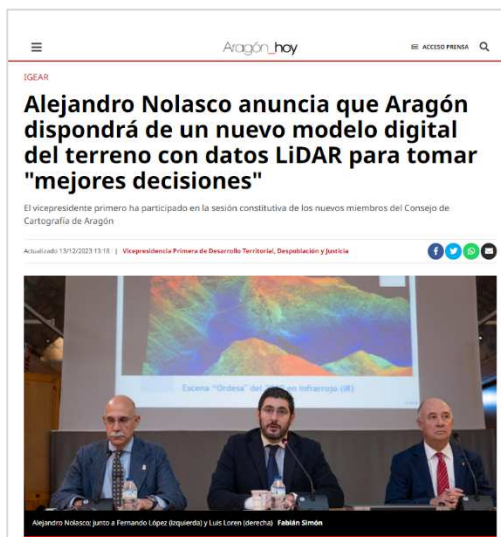 Aragón_hoy
ACCESO PRENSA
IGEAR
Alejandro Nolasco anuncia que Aragón
dispondrá de un nuevo modelo digital
del terreno con datos LiDAR para tomar
"mejores decisiones"
El vicepresidente primero ha participado en la sesión constitutiva de los nuevos miembros del Consejo de
Cartografía de Aragón
Actualizado 13/12/2023 13:18 | Vicepresidencia Primera de Desarrollo Territorial, Despoblación y Justicia
Escena "Ordesa" del en infrarrojo (IR)
Alejandro Nolasco; junto a Fernando López (izquierda) y Luis Loren (derecha) Fabián Simón